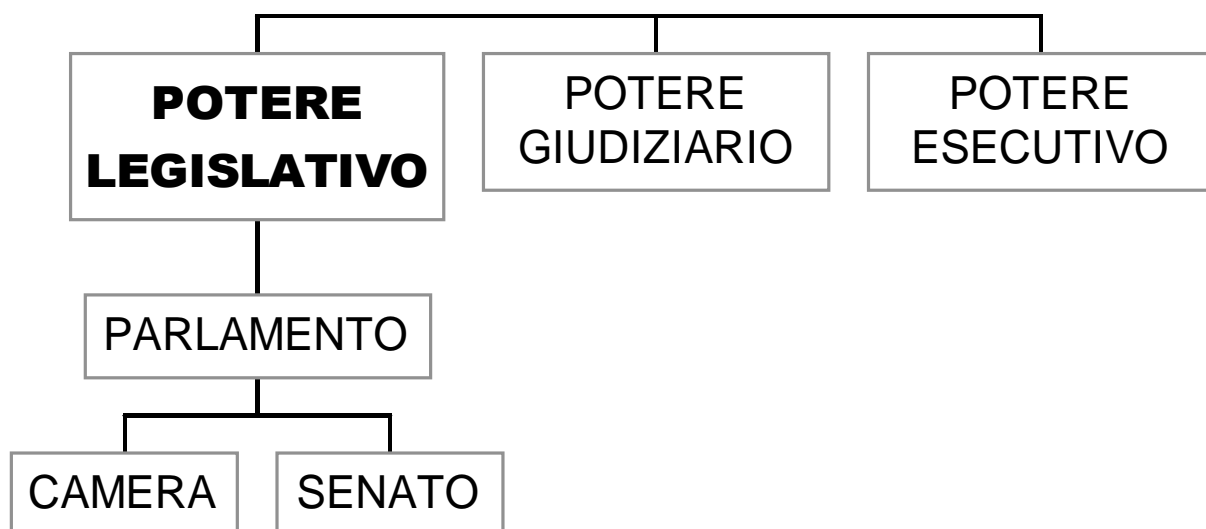 POTERE
LEGISLATIVO
POTERE
GIUDIZIARIO
POTERE
ESECUTIVO
PARLAMENTO
CAMERA
SENATO